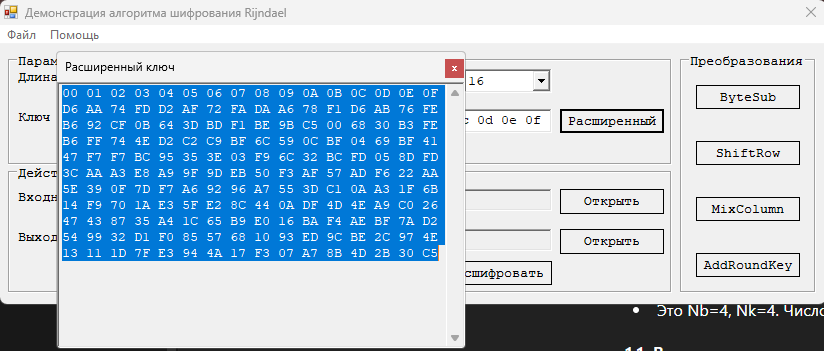 Демонстрация алгоритма шифрования Rijndael
Файл Помощь
Парам
Длина
16
Ключ
c 0d 0e 0f
Расширенный
Расширенный ключ
x
00 01 02 03 04 05 06 07 08 09 0A 0B 0C 0D 0E 0F
D6 AA 74 FD D2 AF 72 FA DA A6 78 F1 D6 AB 76 FE
B6 92 CF 0B 64 3D BD F1 BE 9B C5 00 68 30 B3 FE
B6 FF 74 4E D2 C2 C9 BF 6C 59 0C BF 04 69 BF 41
47 F7 F7 BC 95 35 3E 03 F9 6C 32 BC FD 05 8D FD
3C AA A3 E8 A9 9F 9D EB 50 F3 AF 57 AD F6 22 AA
5E 39 0F 7D F7 A6 92 96 A7 55 3D C1 0A A3 1F 6B
14 F9 70 1A E3 5F E2 8C 44 0A DF 4D 4E A9 C0 26
47 43 87 35 A4 1C 65 B9 E0 16 BA F4 AE BF 7A D2
54 99 32 D1 F0 85 57 68 10 93 ED 9C BE 2C 97 4E
13 11 1D 7F E3 94 4A 17 F3 07 A7 8B 4D 2B 30 C5
Дейст
Входн
Открыть
Выход
Открыть
сшифровать
Преобразования
ByteSub
ShiftRow
MixColumn
AddRoundKey
• Это Nb=4, Nk=4. Число